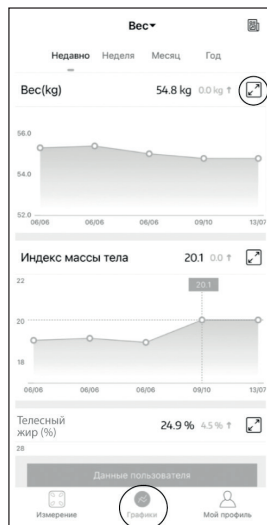 Вес▾
Недавно Неделя Месяц Год
Вес(kg) 54.8 kg 0.0 kg ↑
56.0
54.0
52.0
06/06 06/06 06/06 09/10 13/07
Индекс массы тела 20.1 0.0 ↑
22
20.1
20
18
06/06 06/06 06/06 09/10 13/07
Телесный
жир (%) 24.9 % 4.5 % ↑
28
Данные пользователя
Измерение Графики Мой профиль